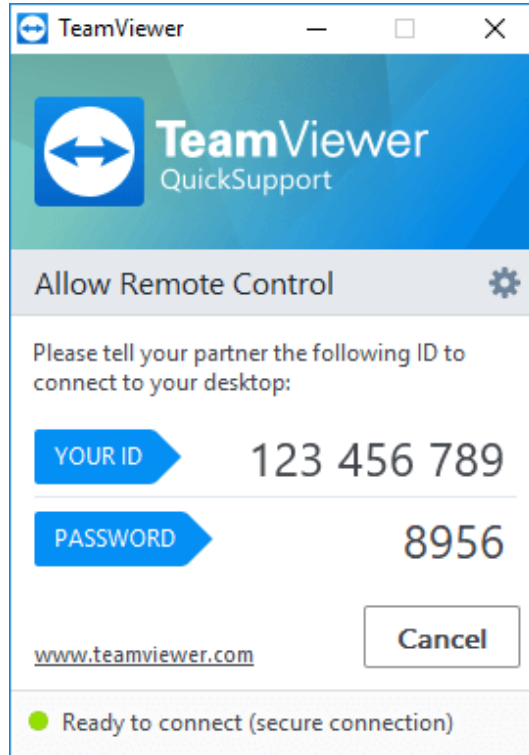 TeamViewer
TeamViewer
QuickSupport
Allow Remote Control
Please tell your partner the following ID to
connect to your desktop:
YOUR ID 123 456 789
PASSWORD 8956
Cancel
www.teamviewer.com
Ready to connect (secure connection)